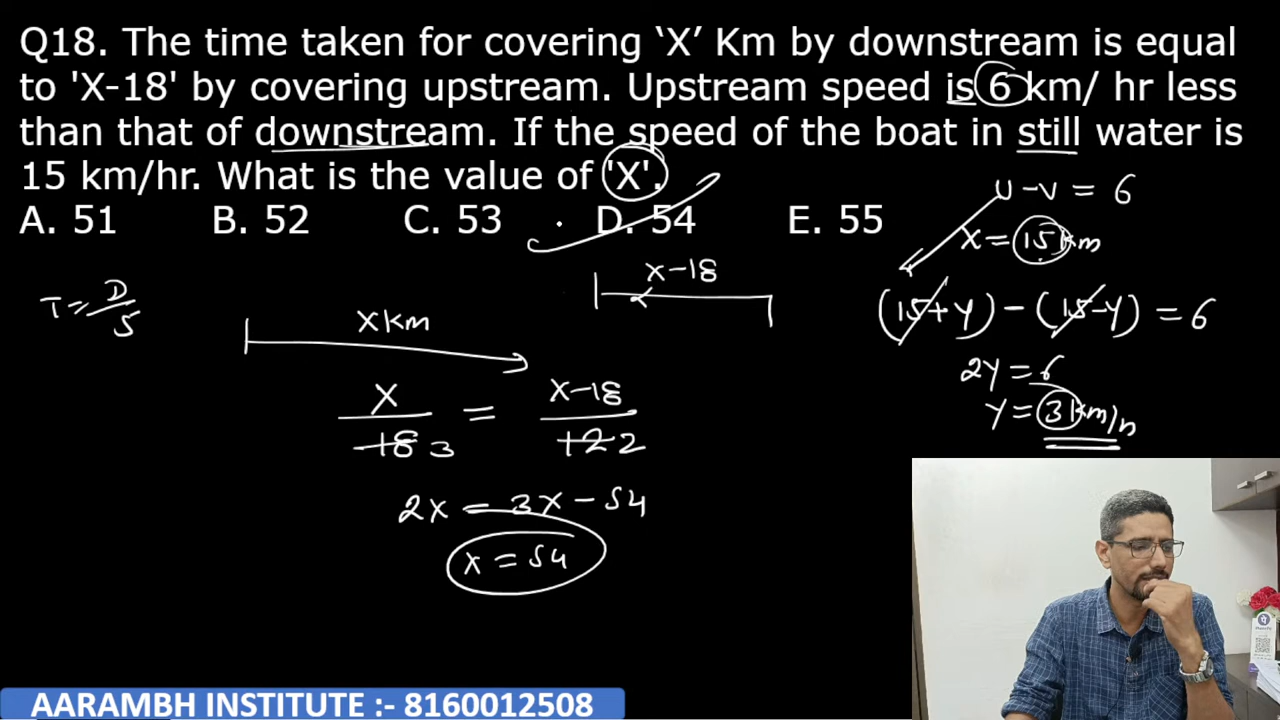 Q18. The time taken for covering ‘X’ Km by downstream is equal
to 'X-18' by covering upstream. Upstream speed is 6 km/ hr less
than that of downstream. If the speed of the boat in still water is
15 km/hr. What is the value of 'X'.
A. 51 B. 52 C. 53 D. 54 E. 55
U-V = 6
X = 15 km
(15+Y) - (15-Y) = 6
2Y = 6
Y = 3 km/h
T = D/S
X km
X-18
X/18 3 = X-18/12 2
2X = 3X - 54
X = 54
AARAMBH INSTITUTE :- 8160012508